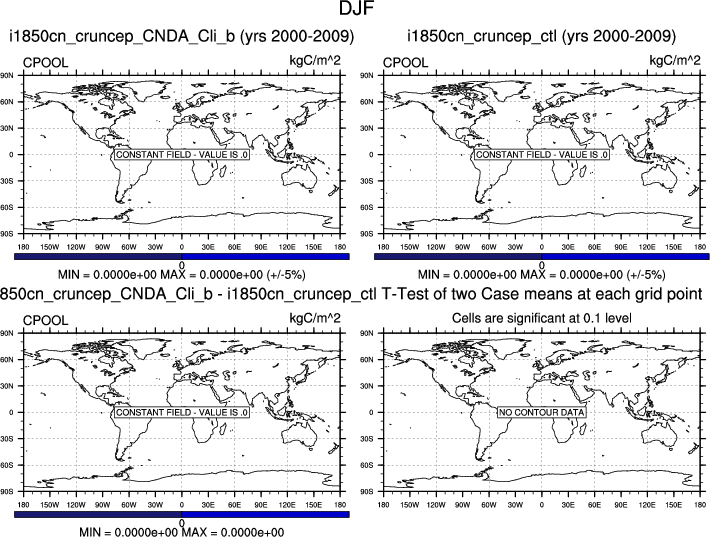 DJF
i1850cn_cruncep_CNDA_Cli_b (yrs 2000-2009)
CPOOL kgC/m^2
90N
60N
30N
CONSTANT FIELD - VALUE IS .0
0
30S
60S
90S
180 150W 120W 90W 60W 30W 0 30E 60E 90E 120E 150E 180
0
MIN = 0.0000e+00 MAX = 0.0000e+00 (+/-5%)
i1850cn_cruncep_ctl (yrs 2000-2009)
CPOOL kgC/m^2
90N
60N
30N
CONSTANT FIELD - VALUE IS .0
0
30S
60S
90S
180 150W 120W 90W 60W 30W 0 30E 60E 90E 120E 150E 180
0
MIN = 0.0000e+00 MAX = 0.0000e+00 (+/-5%)
850cn_cruncep_CNDA_Cli_b - i1850cn_cruncep_ctl
CPOOL kgC/m^2
90N
60N
30N
CONSTANT FIELD - VALUE IS .0
0
30S
60S
90S
180 150W 120W 90W 60W 30W 0 30E 60E 90E 120E 150E 180
0
MIN = 0.0000e+00 MAX = 0.0000e+00
T-Test of two Case means at each grid point
Cells are significant at 0.1 level
90N
60N
30N
NO CONTOUR DATA
0
30S
60S
90S
180 150W 120W 90W 60W 30W 0 30E 60E 90E 120E 150E 180